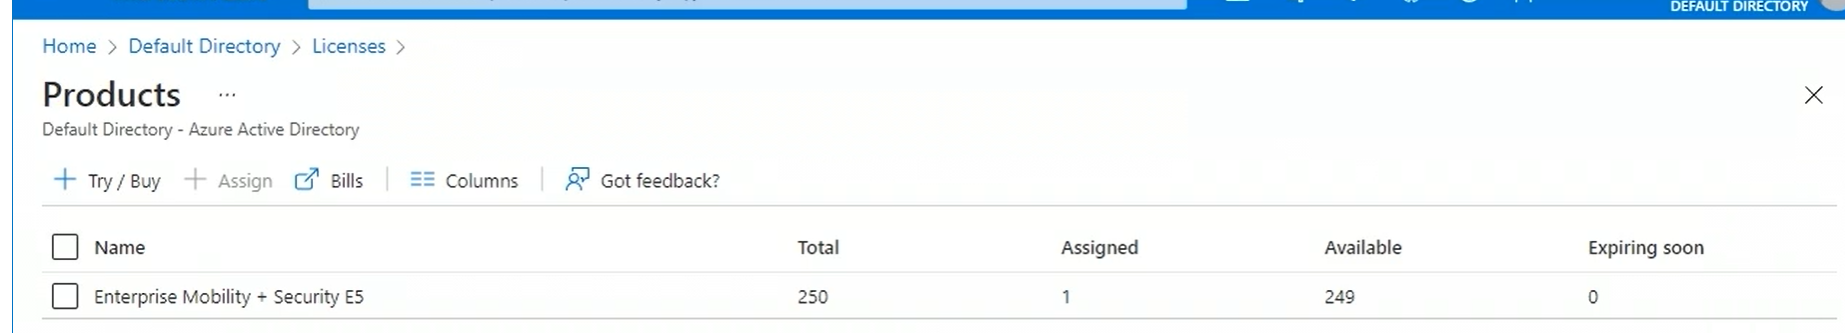 DEFAULT DIRECTORY
Home > Default Directory > Licenses >
Products ...
Default Directory - Azure Active Directory
+ Try / Buy + Assign Bills Columns Got feedback?
Name Total Assigned Available Expiring soon
Enterprise Mobility + Security E5 250 1 249 0